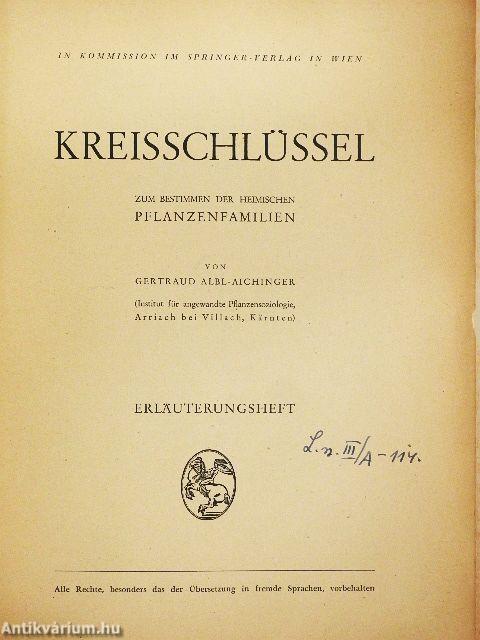 IN KOMMISSION IM SPRINGER-VERLAG IN WIEN
KREISSCHLÜSSEL
ZUM BESTIMMEN DER HEIMISCHEN
PFLANZENFAMILIEN
VON
GERTRAUD ALBL-AICHINGER
(Institut für angewandte Pflanzensoziologie,
Arriach bei Villach, Kärnten)
ERLÄUTERUNGSHEFT
L.n. III/A-114.
Alle Rechte, besonders das der Übersetzung in fremde Sprachen, vorbehalten
Antikvárium.hu